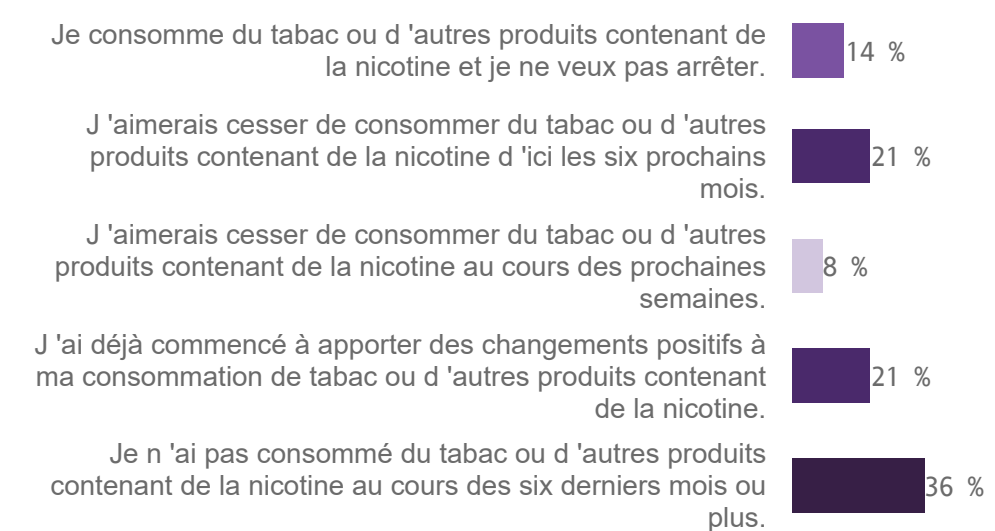 Je consomme du tabac ou d 'autres produits contenant de
la nicotine et je ne veux pas arrêter.
14 %
J 'aimerais cesser de consommer du tabac ou d 'autres
produits contenant de la nicotine d 'ici les six prochains
mois.
21 %
J 'aimerais cesser de consommer du tabac ou d 'autres
produits contenant de la nicotine au cours des prochaines
semaines.
8 %
J 'ai déjà commencé à apporter des changements positifs à
ma consommation de tabac ou d 'autres produits contenant
de la nicotine.
21 %
Je n 'ai pas consommé du tabac ou d 'autres produits
contenant de la nicotine au cours des six derniers mois ou
plus.
36 %